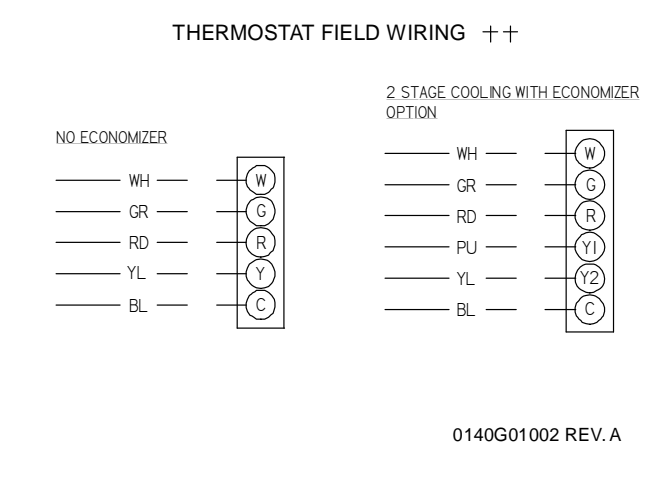 THERMOSTAT FIELD WIRING ++
NO ECONOMIZER
WH W
GR G
RD R
YL Y
BL C
2 STAGE COOLING WITH ECONOMIZER
OPTION
WH W
GR G
RD R
PU Y1
YL Y2
BL C
0140G01002 REV. A